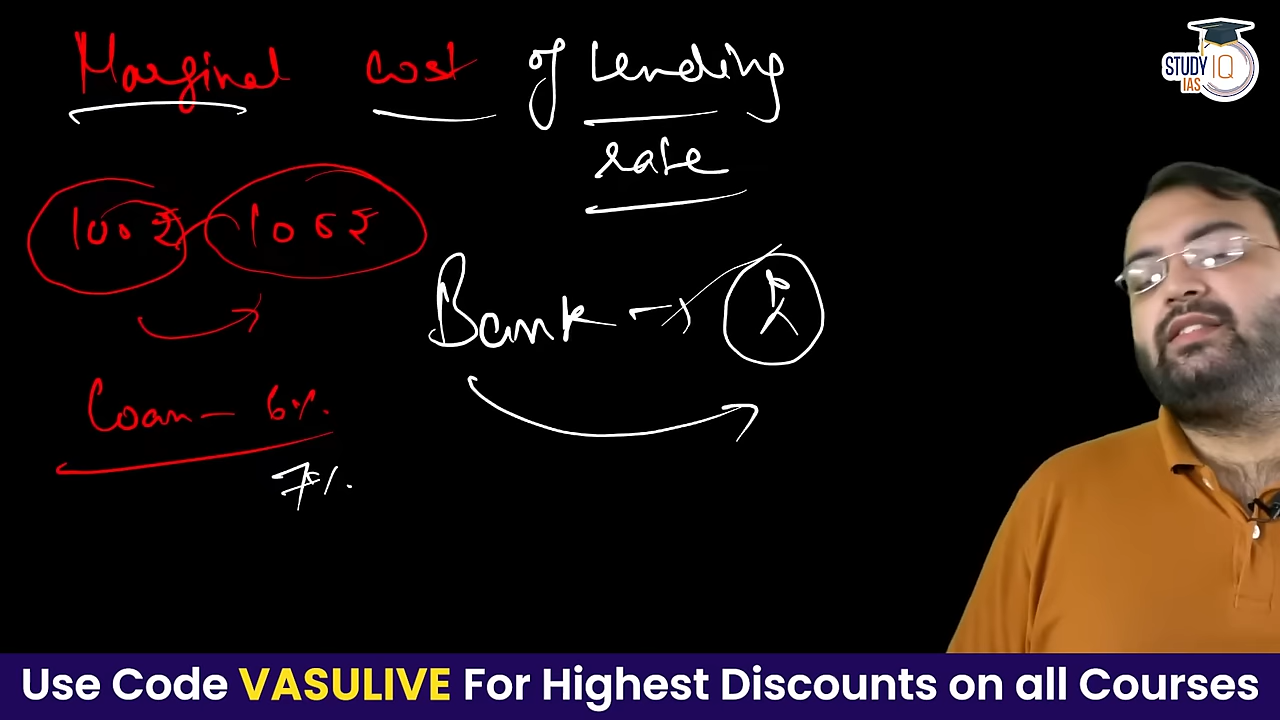 Marginal cost of Lending
rate
100₹ 106₹
Bank →
Loan - 6%.
7%.
STUDY IQ
IAS
Use Code VASULIVE For Highest Discounts on all Courses